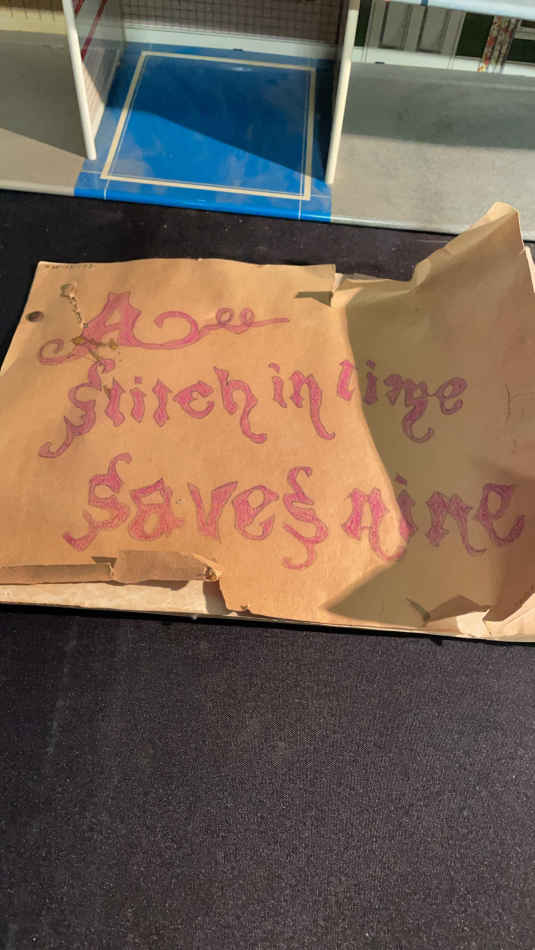 A
Stitch in time
saves nine